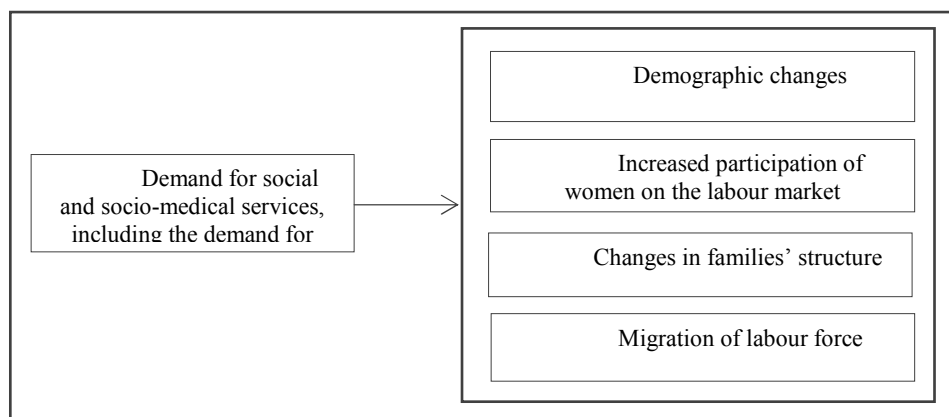 Demand for social
and socio-medical services,
including the demand for
Demographic changes
Increased participation of
women on the labour market
Changes in families’ structure
Migration of labour force